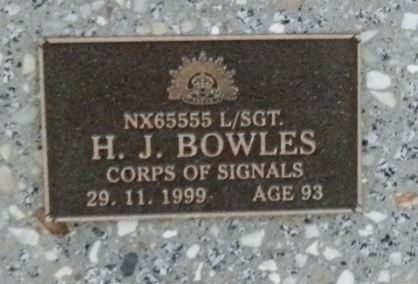 NX65555 L/SGT.
H. J. BOWLES
CORPS OF SIGNALS
29. 11. 1999 AGE 93